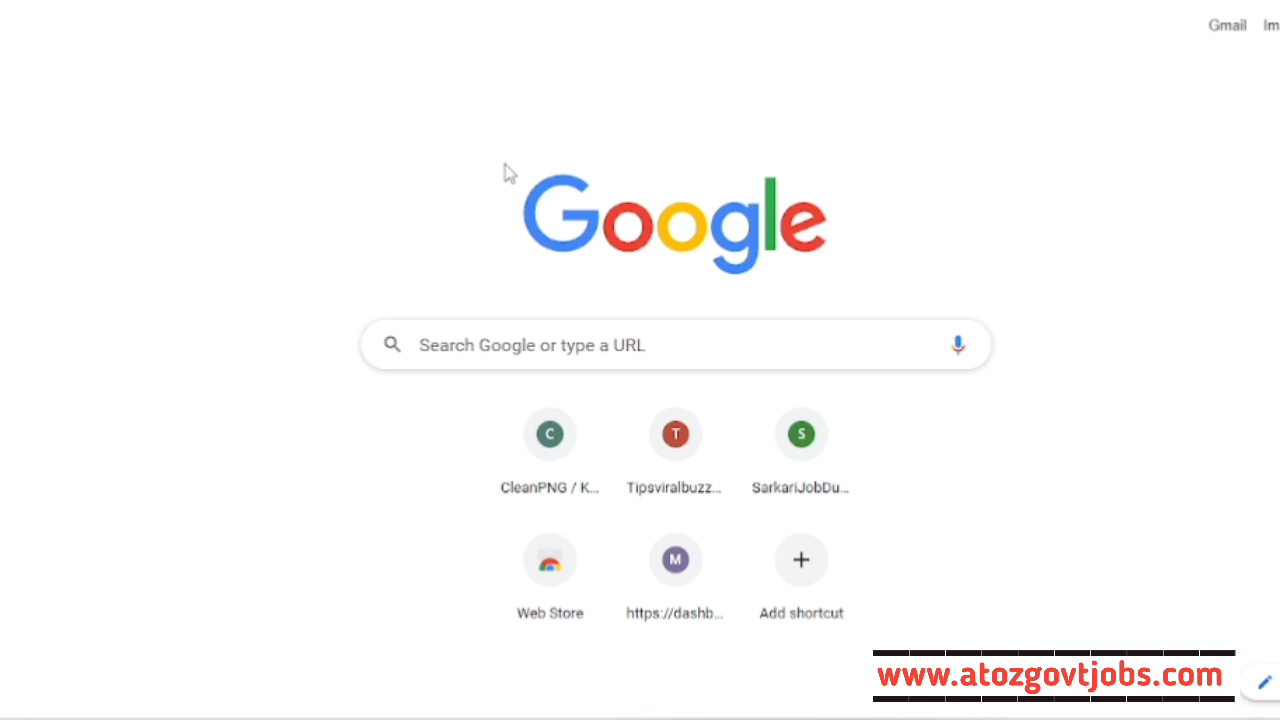 Gmail Im
Google
Search Google or type a URL
C T S
CleanPNG / K... Tipsviralbuzz... SarkariJobDu...
M
Web Store https://dashb... Add shortcut
www.atozgovtjobs.com